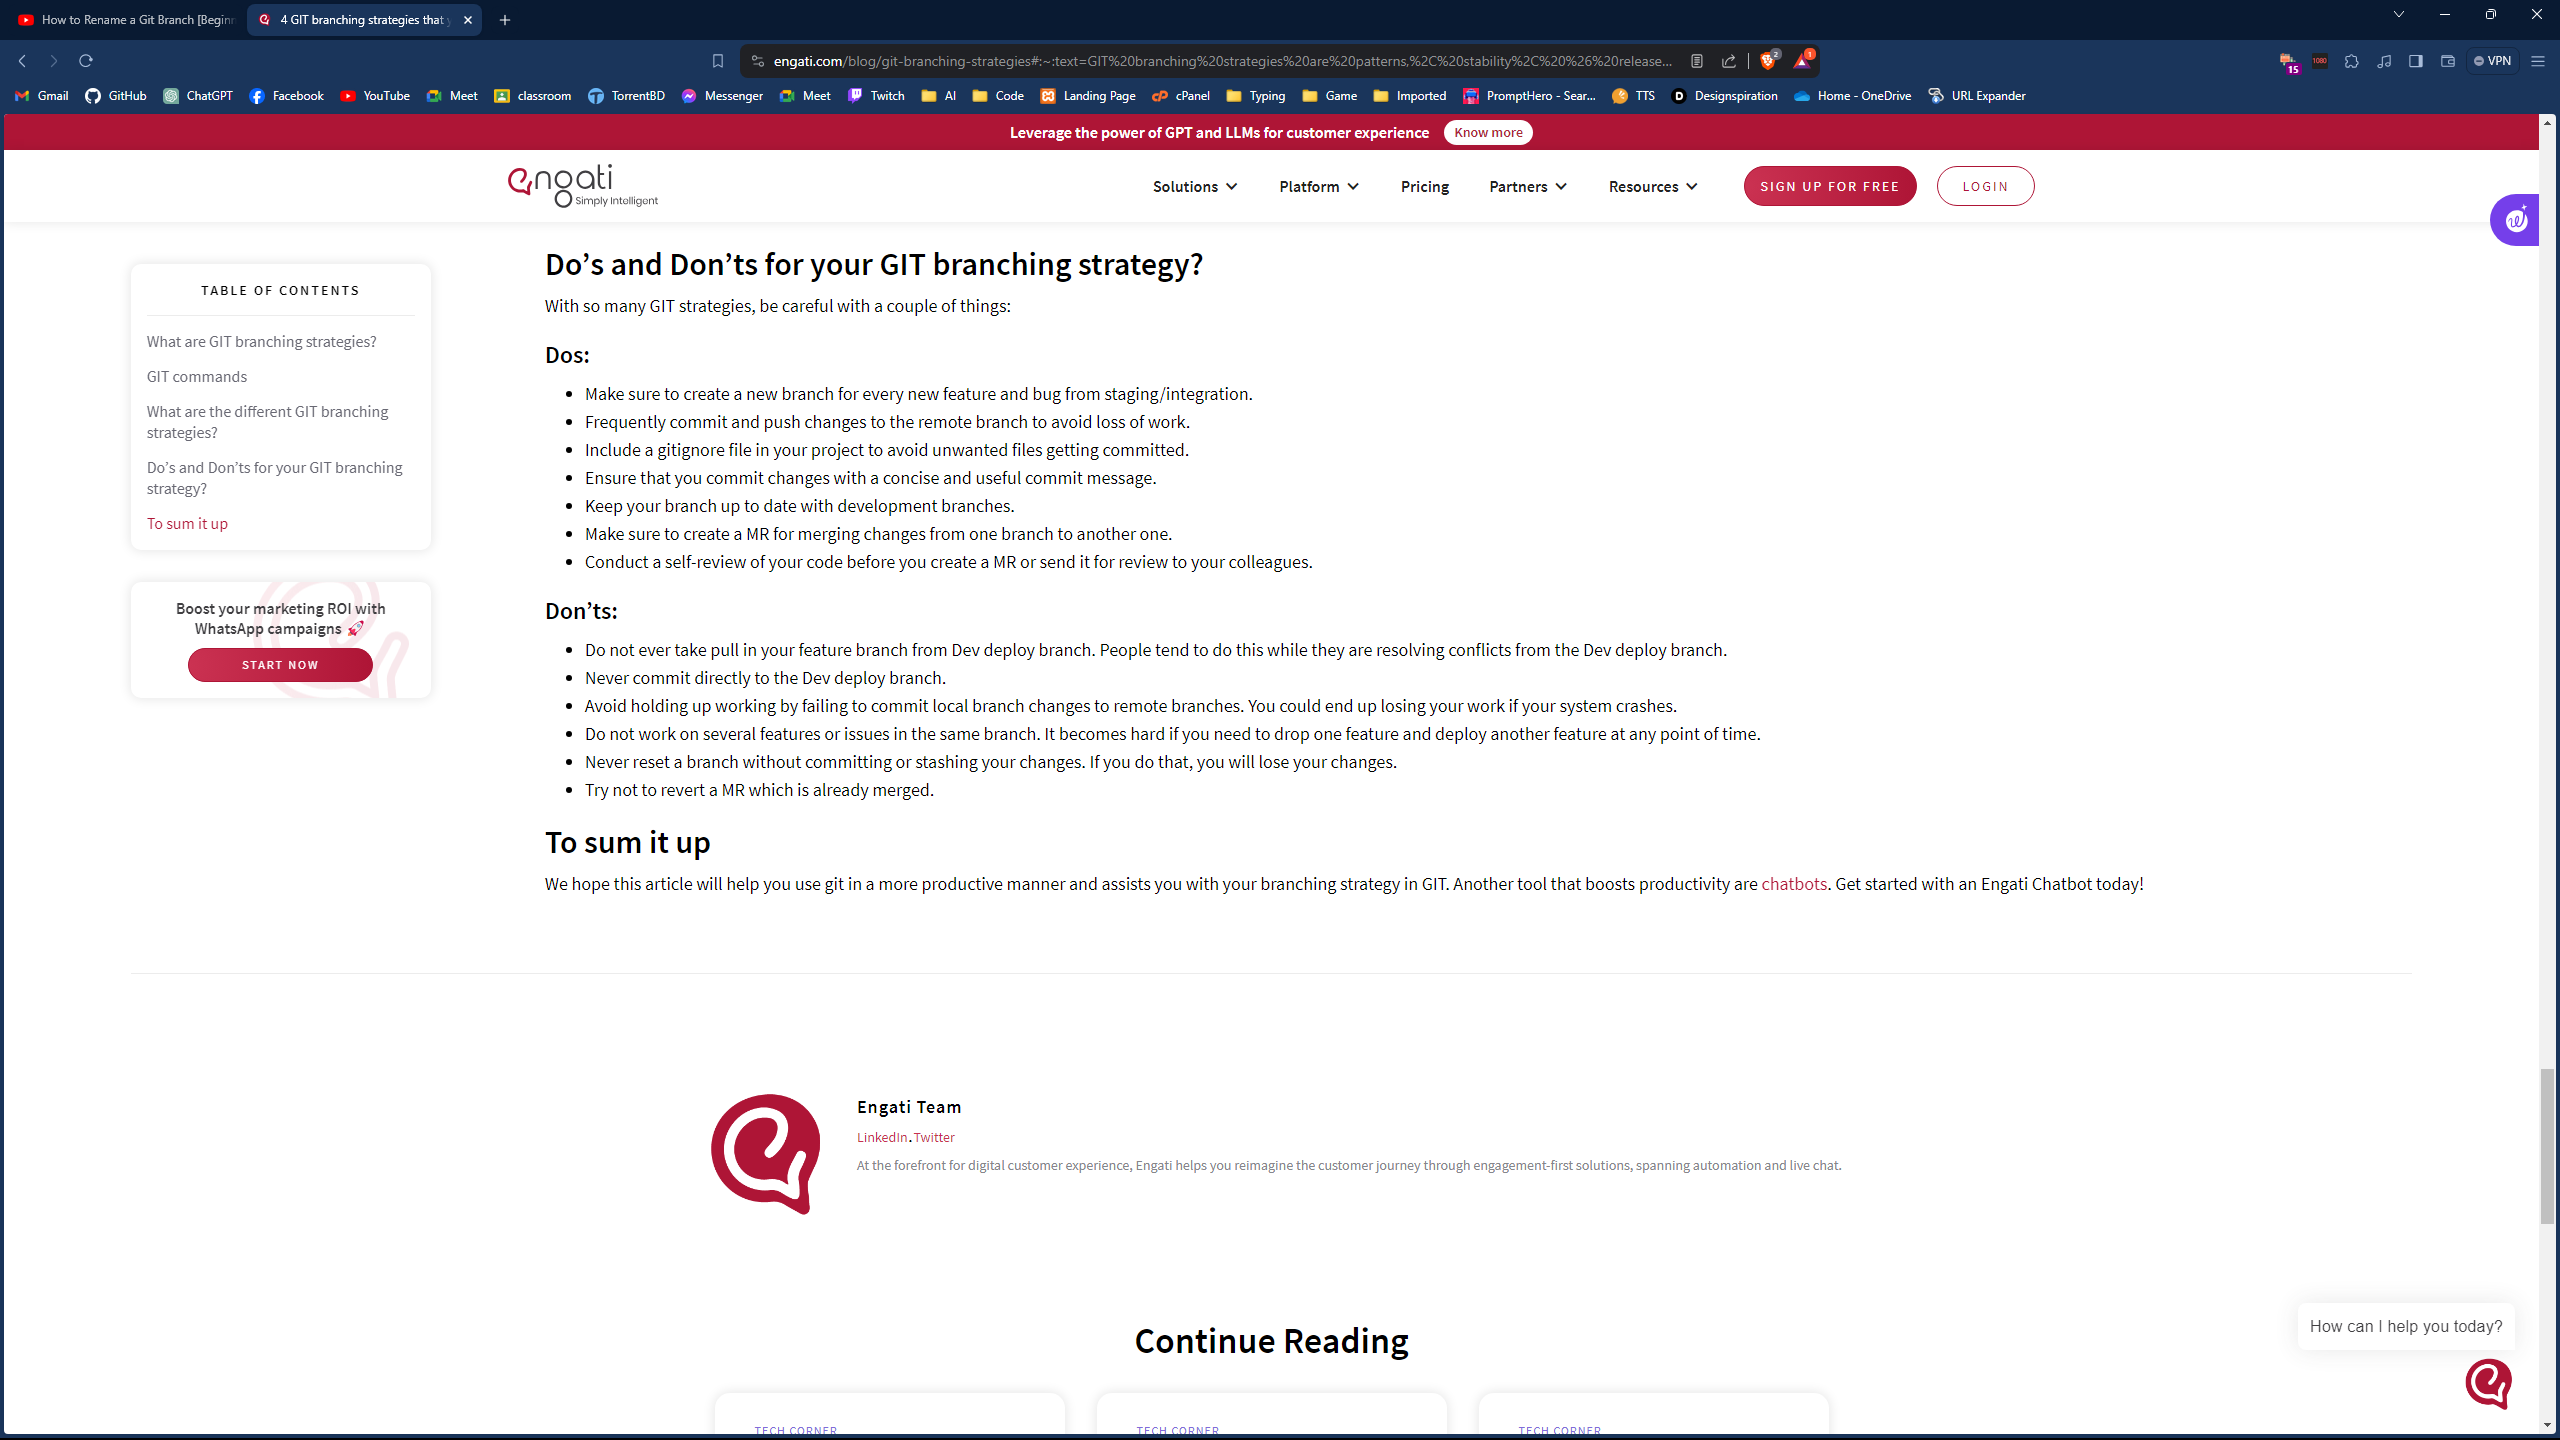 How to Rename a Git Branch [Begin
4 GIT branching strategies that
engati.com/blog/git-branching-strategies#:~:text=GIT%20branching%20strategies%20are%20patterns,%2C%20stability%2C%20%26%20release...
2
1
15
1080
VPN
Gmail
GitHub
ChatGPT
Facebook
YouTube
Meet
classroom
TorrentBD
Messenger
Meet
Twitch
AI
Code
Landing Page
cPanel
Typing
Game
Imported
PromptHero - Sear...
TTS
Designspiration
Home - OneDrive
URL Expander
Leverage the power of GPT and LLMs for customer experience
Know more
engati
Simply Intelligent
Solutions
Platform
Pricing
Partners
Resources
SIGN UP FOR FREE
LOGIN
TABLE OF CONTENTS
What are GIT branching strategies?
GIT commands
What are the different GIT branching
strategies?
Do’s and Don’ts for your GIT branching
strategy?
To sum it up
Boost your marketing ROI with
WhatsApp campaigns 🚀
START NOW
Do’s and Don’ts for your GIT branching strategy?
With so many GIT strategies, be careful with a couple of things:
Dos:
• Make sure to create a new branch for every new feature and bug from staging/integration.
• Frequently commit and push changes to the remote branch to avoid loss of work.
• Include a gitignore file in your project to avoid unwanted files getting committed.
• Ensure that you commit changes with a concise and useful commit message.
• Keep your branch up to date with development branches.
• Make sure to create a MR for merging changes from one branch to another one.
• Conduct a self-review of your code before you create a MR or send it for review to your colleagues.
Don’ts:
• Do not ever take pull in your feature branch from Dev deploy branch. People tend to do this while they are resolving conflicts from the Dev deploy branch.
• Never commit directly to the Dev deploy branch.
• Avoid holding up working by failing to commit local branch changes to remote branches. You could end up losing your work if your system crashes.
• Do not work on several features or issues in the same branch. It becomes hard if you need to drop one feature and deploy another feature at any point of time.
• Never reset a branch without committing or stashing your changes. If you do that, you will lose your changes.
• Try not to revert a MR which is already merged.
To sum it up
We hope this article will help you use git in a more productive manner and assists you with your branching strategy in GIT. Another tool that boosts productivity are chatbots. Get started with an Engati Chatbot today!
Engati Team
LinkedIn.Twitter
At the forefront for digital customer experience, Engati helps you reimagine the customer journey through engagement-first solutions, spanning automation and live chat.
Continue Reading
How can I help you today?
TECH CORNER
TECH CORNER
TECH CORNER